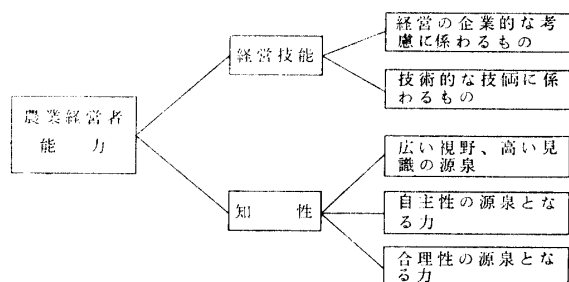 農業経営者
能力
経営技能
知性
経営の企業的な考
慮に係わるもの
技術的な技倆に係
わるもの
広い視野、高い見
識の源泉
自主性の源泉とな
る力
合理性の源泉とな
る力